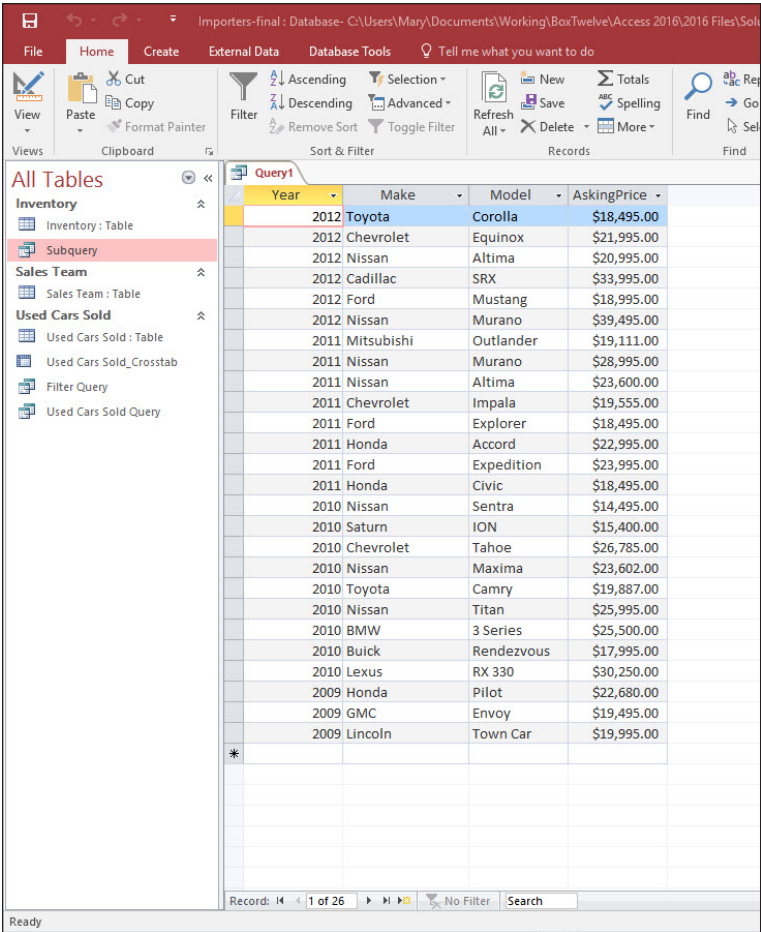 Importers-final : Database- C:\Users\Mary\Documents\Working\BoxTwelve\Access 2016\2016 Files\Solu
File Home Create External Data Database Tools Tell me what you want to do
View
Views
Paste
Cut
Copy
Format Painter
Clipboard
Filter
Ascending
Descending
Remove Sort
Selection
Advanced
Toggle Filter
Sort & Filter
Refresh
All
New
Save
Delete
Totals
Spelling
More
Records
Find
Rep
Go
Sel
Find
All Tables
Inventory
Inventory : Table
Subquery
Sales Team
Sales Team : Table
Used Cars Sold
Used Cars Sold : Table
Used Cars Sold_Crosstab
Filter Query
Used Cars Sold Query
Query1
Year Make Model AskingPrice
2012 Toyota Corolla $18,495.00
2012 Chevrolet Equinox $21,995.00
2012 Nissan Altima $20,995.00
2012 Cadillac SRX $33,995.00
2012 Ford Mustang $18,995.00
2012 Nissan Murano $39,495.00
2011 Mitsubishi Outlander $19,111.00
2011 Nissan Murano $28,995.00
2011 Nissan Altima $23,600.00
2011 Chevrolet Impala $19,555.00
2011 Ford Explorer $18,495.00
2011 Honda Accord $22,995.00
2011 Ford Expedition $23,995.00
2011 Honda Civic $18,495.00
2010 Nissan Sentra $14,495.00
2010 Saturn ION $15,400.00
2010 Chevrolet Tahoe $26,785.00
2010 Nissan Maxima $23,602.00
2010 Toyota Camry $19,887.00
2010 Nissan Titan $25,995.00
2010 BMW 3 Series $25,500.00
2010 Buick Rendezvous $17,995.00
2010 Lexus RX 330 $30,250.00
2009 Honda Pilot $22,680.00
2009 GMC Envoy $19,495.00
2009 Lincoln Town Car $19,995.00
Record: 1 of 26 No Filter Search
Ready